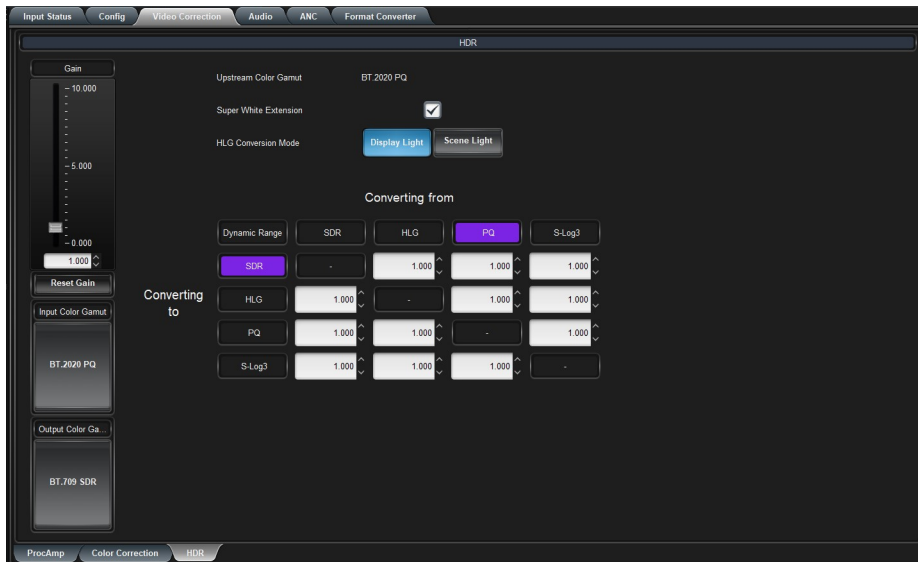 Input Status Config Video Correction Audio ANC Format Converter
HDR
Gain
10.000
5.000
0.000
1.000
Reset Gain
Input Color Gamut
BT.2020 PQ
Output Color Ga...
BT.709 SDR
Upstream Color Gamut BT.2020 PQ
Super White Extension
HLG Conversion Mode Display Light Scene Light
Converting from
Dynamic Range SDR HLG PQ S-Log3
Converting
to
SDR - 1.000 1.000 1.000
HLG 1.000 - 1.000 1.000
PQ 1.000 1.000 - 1.000
S-Log3 1.000 1.000 1.000 -
ProcAmp Color Correction HDR